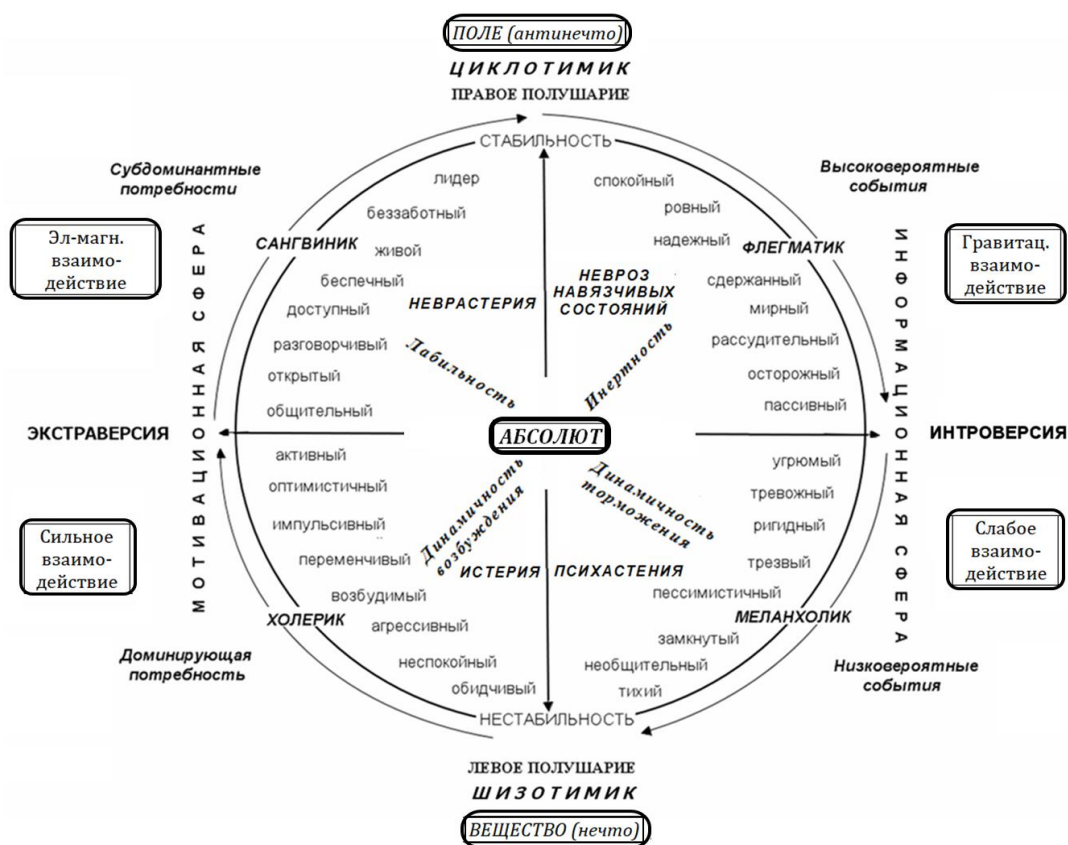 ПОЛЕ (антинечто)
ЦИКЛОТИМИК
ПРАВОЕ ПОЛУШАРИЕ
СТАБИЛЬНОСТЬ
Субдоминантные
потребности
Высоковероятные
события
Эл-магн.
взаимо-
действие
Гравитац.
взаимо-
действие
МОТИВАЦИОННАЯ СФЕРА
ИНФОРМАЦИОННАЯ СФЕРА
САНГВИНИК
ФЛЕГМАТИК
лидер
беззаботный
живой
беспечный
доступный
разговорчивый
открытый
общительный
спокойный
ровный
надежный
сдержанный
мирный
рассудительный
осторожный
пассивный
НЕВРАСТЕРИЯ
НЕВРОЗ
НАВЯЗЧИВЫХ
СОСТОЯНИЙ
Лабильность
Инертность
ЭКСТРАВЕРСИЯ
АБСОЛЮТ
ИНТРОВЕРСИЯ
Динамичность
возбуждения
Динамичность
торможения
ИСТЕРИЯ
ПСИХАСТЕНИЯ
активный
оптимистичный
импульсивный
переменчивый
возбудимый
агрессивный
неспокойный
обидчивый
угрюмый
тревожный
ригидный
трезвый
пессимистичный
замкнутый
необщительный
тихий
Сильное
взаимо-
действие
Слабое
взаимо-
действие
ХОЛЕРИК
МЕЛАНХОЛИК
Доминирующая
потребность
Низковероятные
события
НЕСТАБИЛЬНОСТЬ
ЛЕВОЕ ПОЛУШАРИЕ
ШИЗОТИМИК
ВЕЩЕСТВО (нечто)